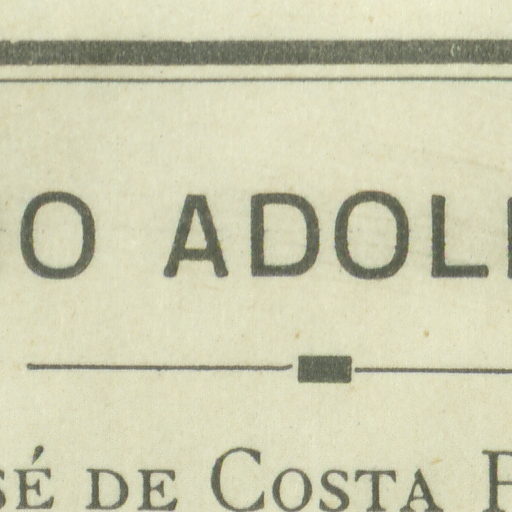 O ADOL
SÉ DE COSTA